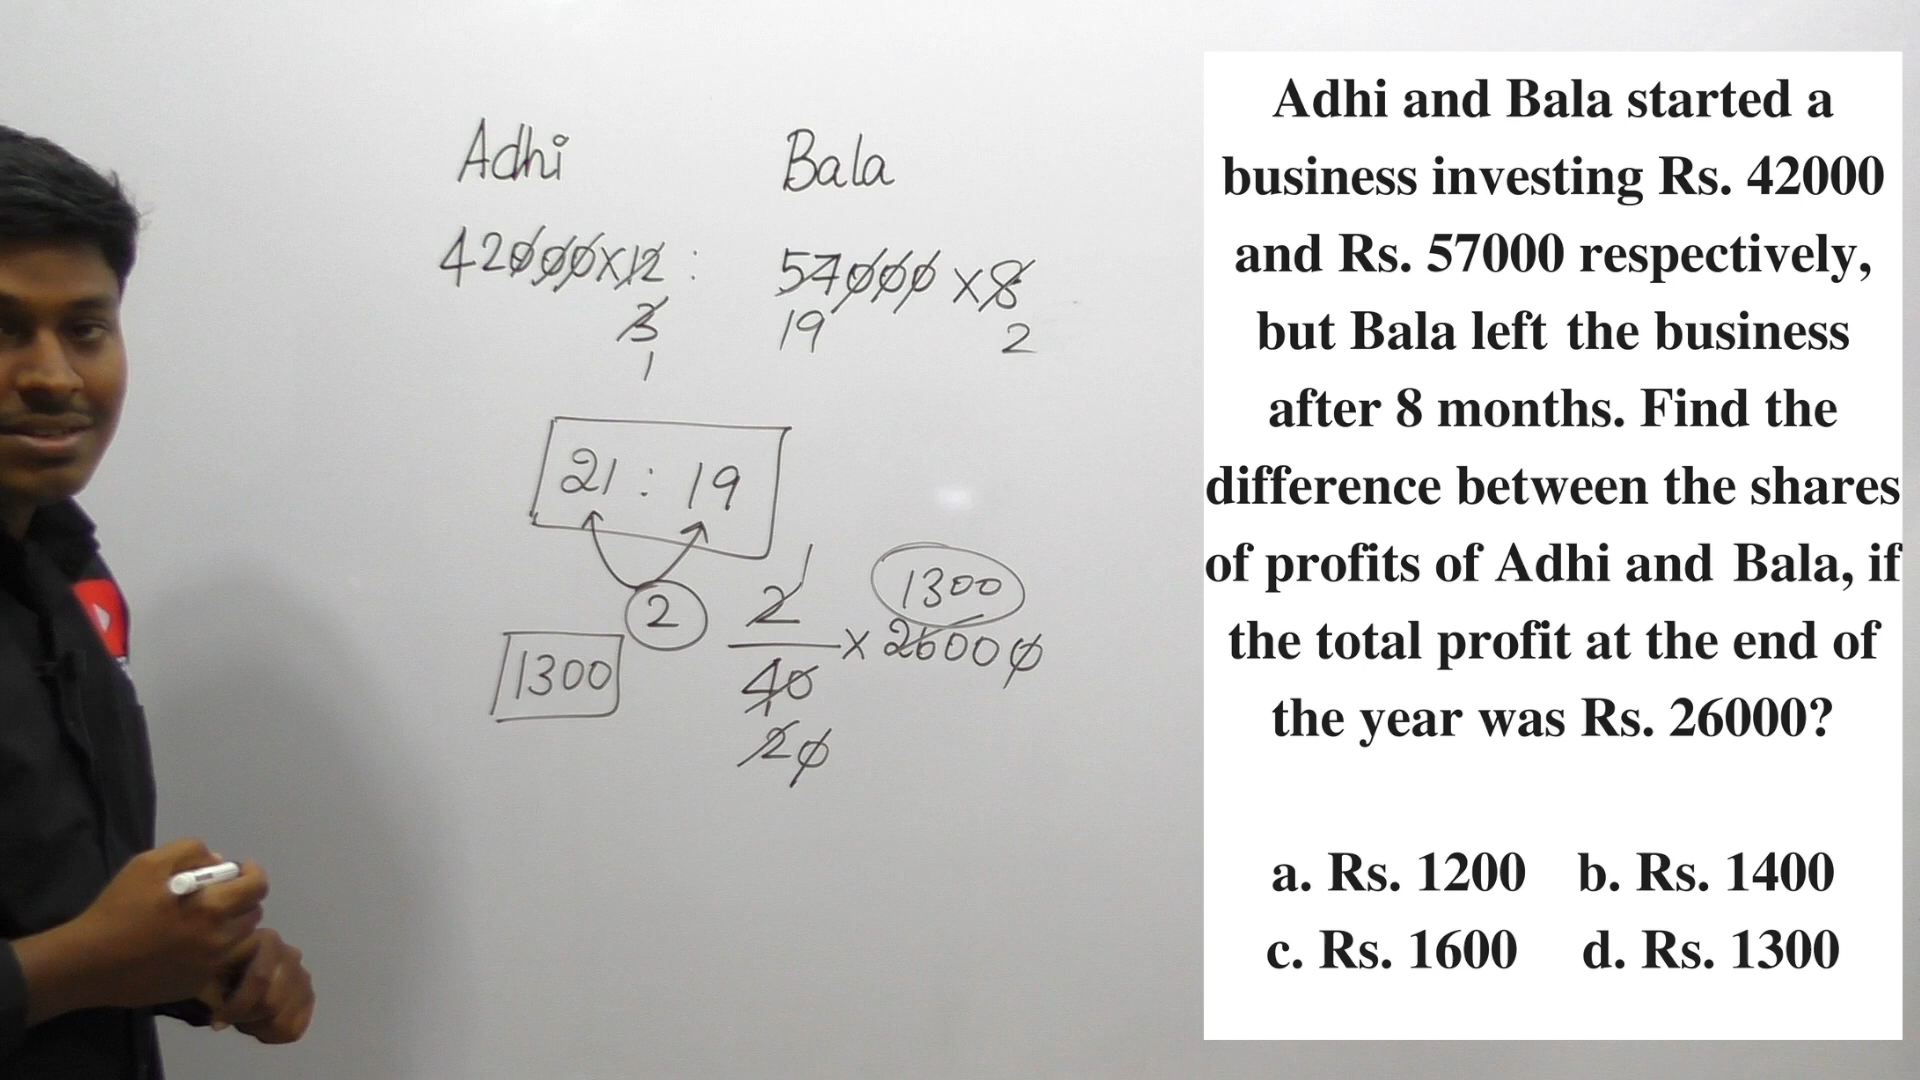 Adhi Bala
42000x12 : 57000 x8
3 19 2
1
21 : 19
2 2 1 1300
x 26000
1300 40
20
Adhi and Bala started a
business investing Rs. 42000
and Rs. 57000 respectively,
but Bala left the business
after 8 months. Find the
difference between the shares
of profits of Adhi and Bala, if
the total profit at the end of
the year was Rs. 26000?
a. Rs. 1200 b. Rs. 1400
c. Rs. 1600 d. Rs. 1300